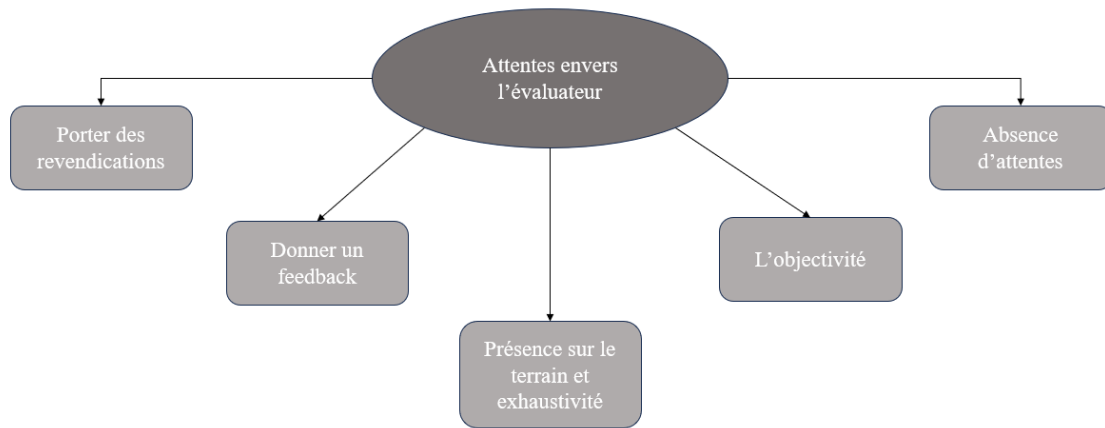 Attentes envers
l’évaluateur
Porter des
revendications
Absence
d’attentes
Donner un
feedback
L’objectivité
Présence sur le
terrain et
exhaustivité